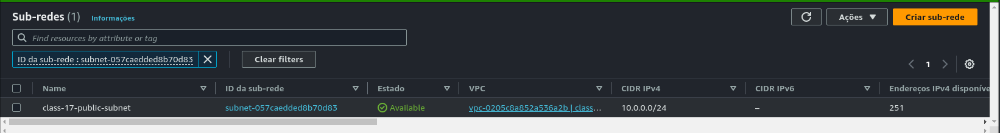 Sub-redes (1) Informações
Ações
Criar sub-rede
Find resources by attribute or tag
ID da sub-rede : subnet-057caedded8b70d83
Clear filters
1
Name ID da sub-rede Estado VPC CIDR IPv4 CIDR IPv6 Endereços IPv4 disponíve
class-17-public-subnet subnet-057caedded8b70d83 Available vpc-0205c8a852a536a2b | class… 10.0.0.0/24 – 251